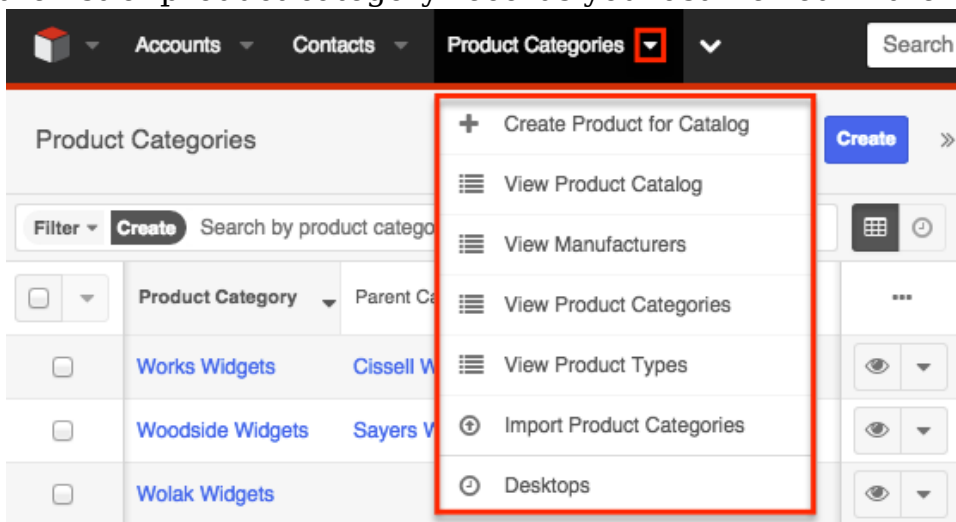 Accounts Contacts Product Categories Search
Product Categories Create
Create Product for Catalog
View Product Catalog
Filter Create Search by product catego
View Manufacturers
Product Category Parent Ca
View Product Categories
Works Widgets Cissell W
View Product Types
Woodside Widgets Sayers W
Import Product Categories
Wolak Widgets
Desktops